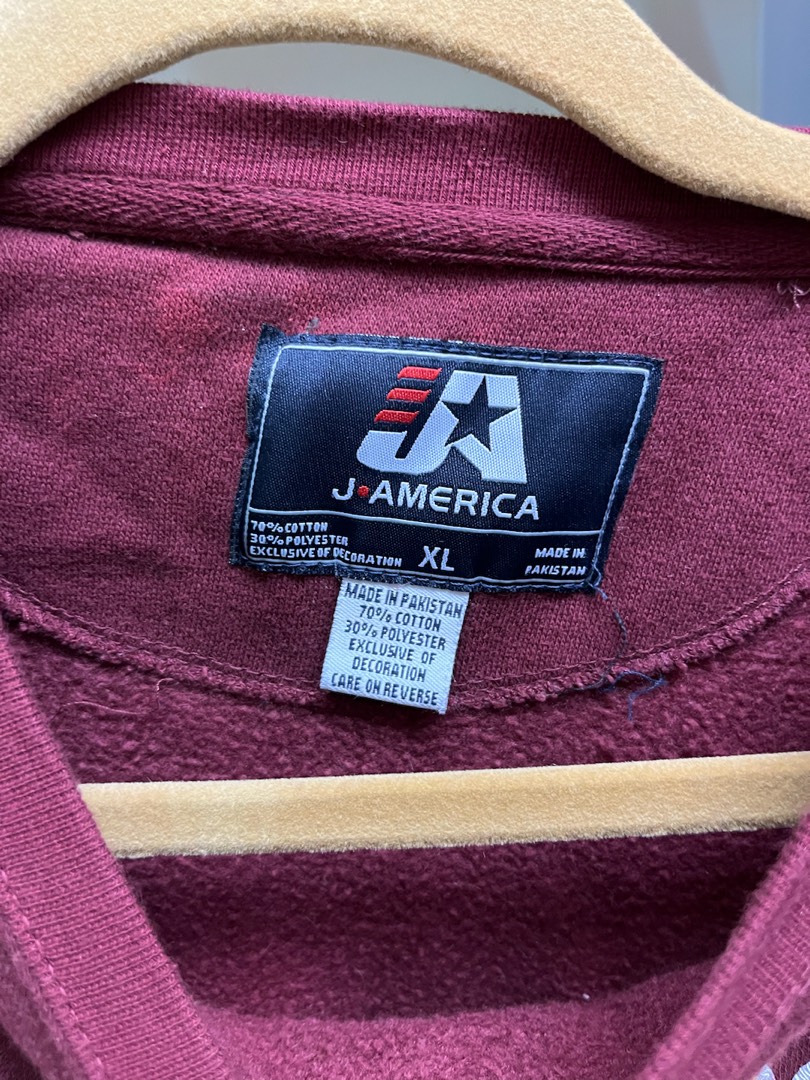 JA
J•AMERICA
70% COTTON
30% POLYESTER
EXCLUSIVE OF DECORATION
XL
MADE IN
PAKISTAN
MADE IN PAKISTAN
70% COTTON
30% POLYESTER
EXCLUSIVE OF
DECORATION
CARE ON REVERSE